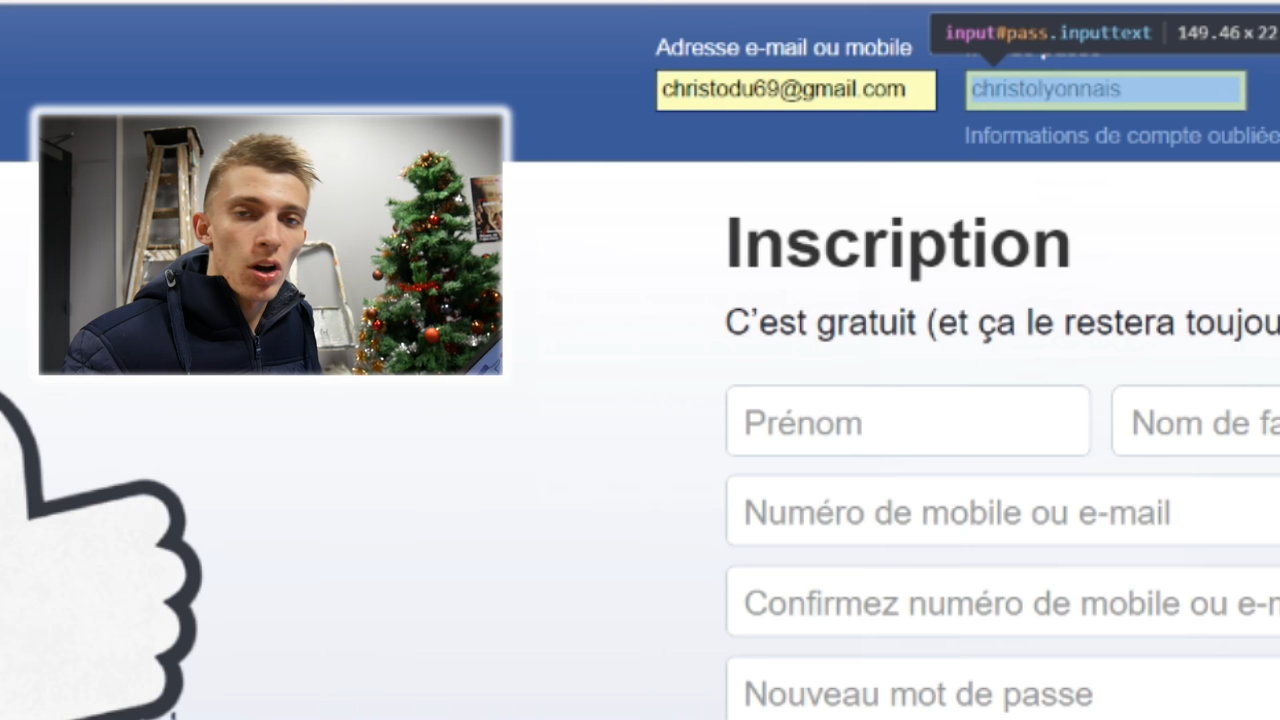 input#pass.inputtext | 149.46 x 22
Adresse e-mail ou mobile
christodu69@gmail.com
christolyonnais
Informations de compte oubliée
Inscription
C'est gratuit (et ça le restera toujou
Prénom
Nom de fa
Numéro de mobile ou e-mail
Confirmez numéro de mobile ou e-m
Nouveau mot de passe